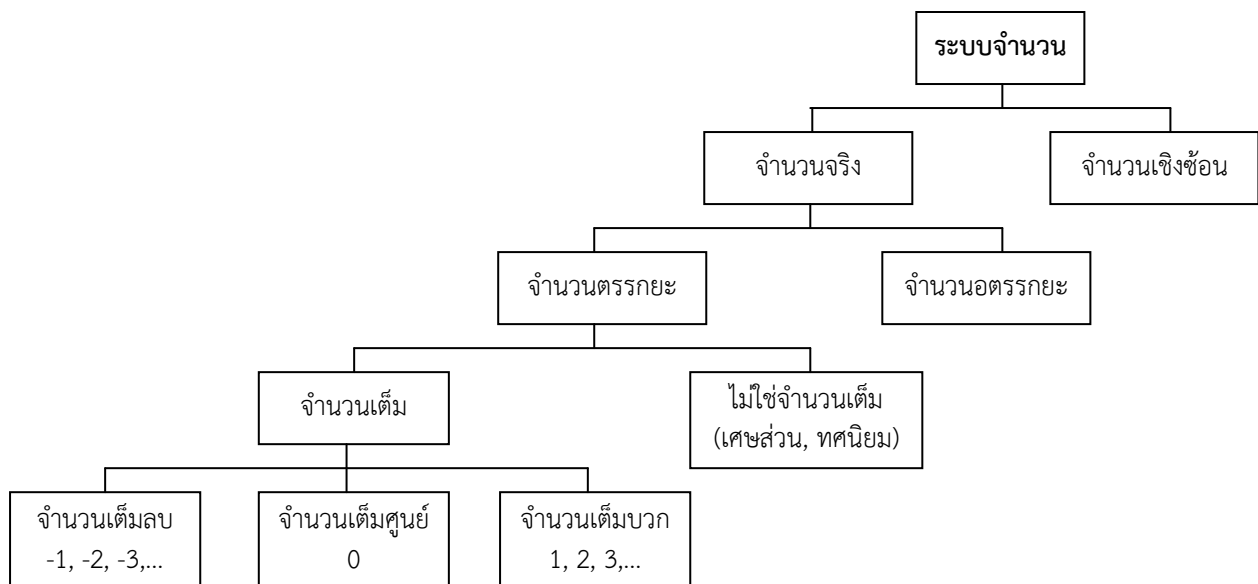 ระบบจำนวน
จำนวนจริง
จำนวนเชิงซ้อน
จำนวนตรรกยะ
จำนวนอตรรกยะ
จำนวนเต็ม
ไม่ใช่จำนวนเต็ม
(เศษส่วน, ทศนิยม)
จำนวนเต็มลบ
-1, -2, -3,...
จำนวนเต็มศูนย์
0
จำนวนเต็มบวก
1, 2, 3,...